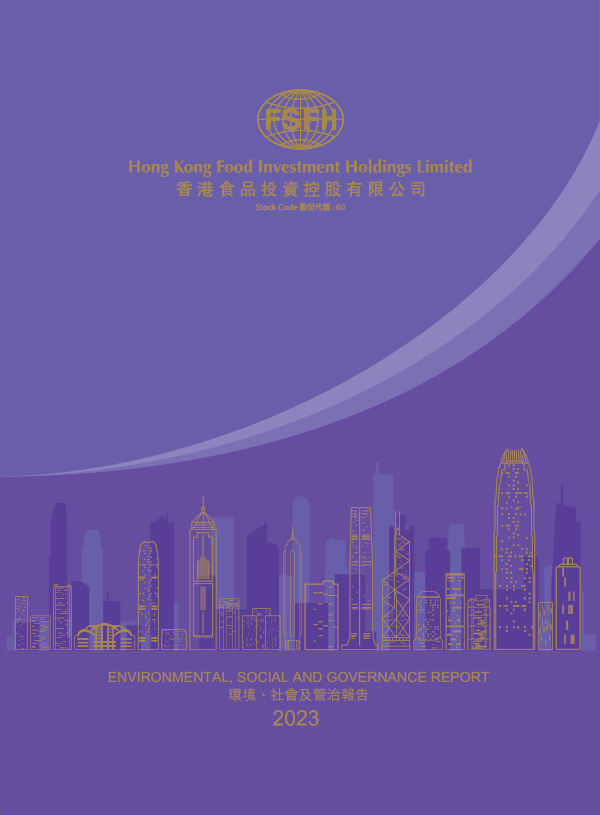 FSFH
Hong Kong Food Investment Holdings Limited
香港食品投資控股有限公司
Stock Code 股份代號 : 60
ENVIRONMENTAL, SOCIAL AND GOVERNANCE REPORT
環境、社會及管治報告
2023